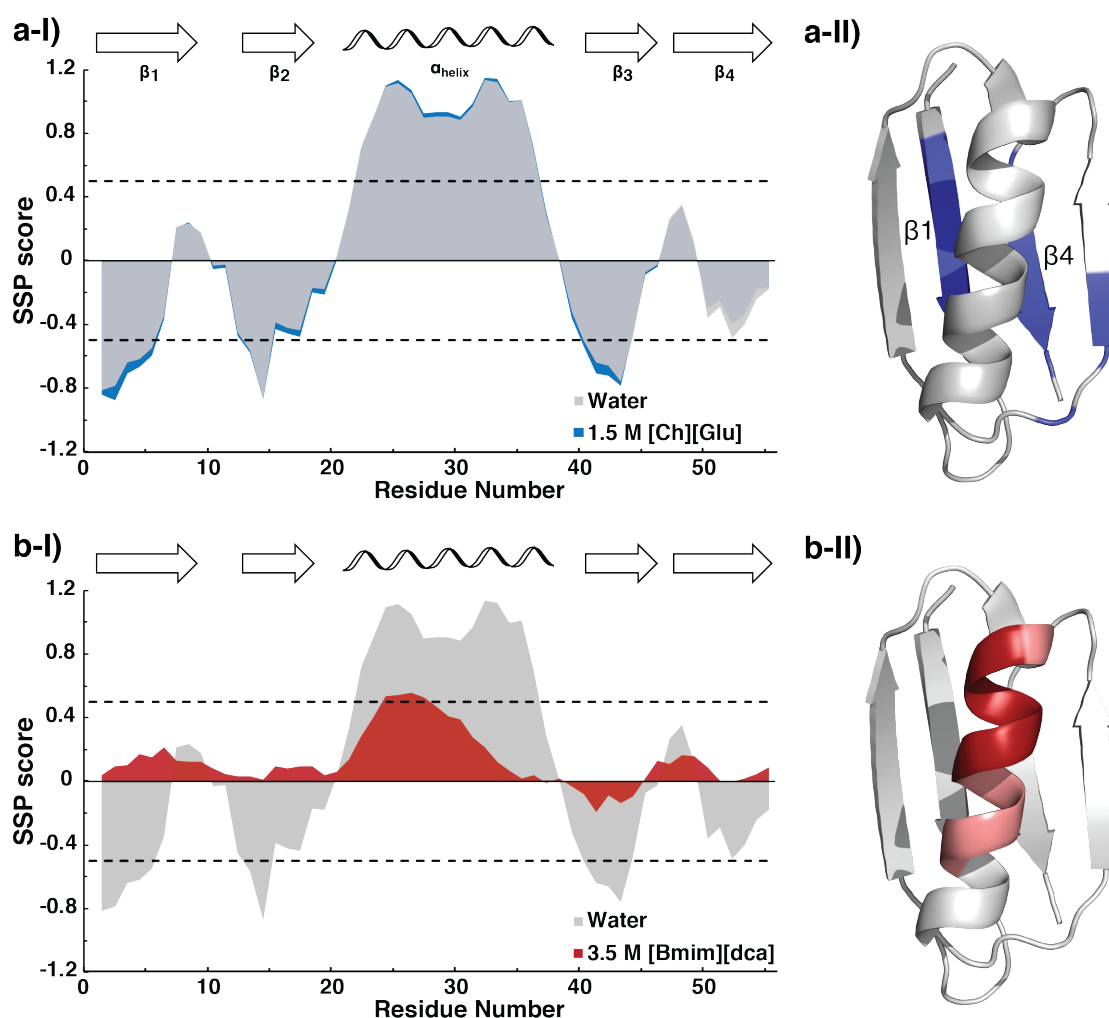 a-I)
a-II)
β1
β2
αhelix
β3
β4
1.2
0.8
0.4
0
-0.4
-0.8
-1.2
SSP score
Water
1.5 M [Ch][Glu]
0 10 20 30 40 50
Residue Number
β1
β4
b-I)
b-II)
1.2
0.8
0.4
0
-0.4
-0.8
-1.2
SSP score
Water
3.5 M [Bmim][dca]
0 10 20 30 40 50
Residue Number